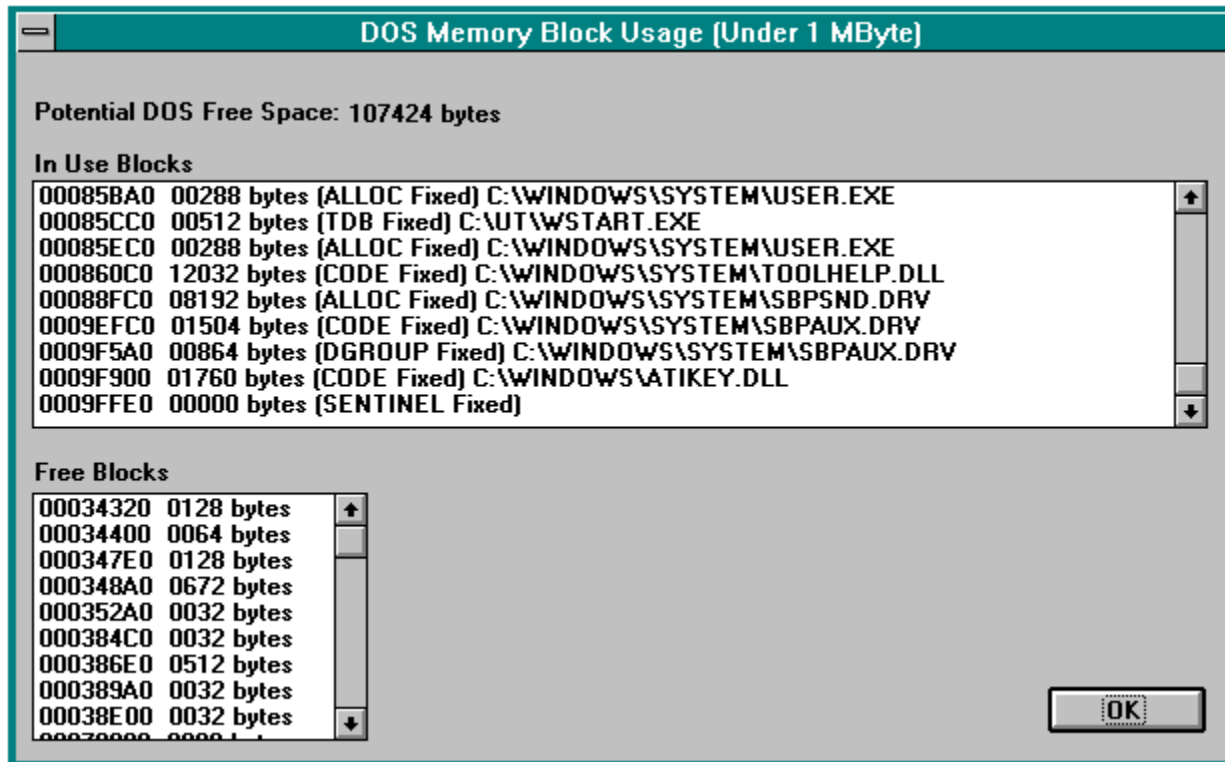 DOS Memory Block Usage (Under 1 MByte)
Potential DOS Free Space: 107424 bytes
In Use Blocks
00085BA0 00288 bytes (ALLOC Fixed) C:\WINDOWS\SYSTEM\USER.EXE
00085CC0 00512 bytes (TDB Fixed) C:\UT\WSTART.EXE
00085EC0 00288 bytes (ALLOC Fixed) C:\WINDOWS\SYSTEM\USER.EXE
000860C0 12032 bytes (CODE Fixed) C:\WINDOWS\SYSTEM\TOOLHELP.DLL
00088FC0 08192 bytes (ALLOC Fixed) C:\WINDOWS\SYSTEM\SBPSND.DRV
0009EFC0 01504 bytes (CODE Fixed) C:\WINDOWS\SYSTEM\SBPAUX.DRV
0009F5A0 00864 bytes (DGROUP Fixed) C:\WINDOWS\SYSTEM\SBPAUX.DRV
0009F900 01760 bytes (CODE Fixed) C:\WINDOWS\ATIKEY.DLL
0009FFE0 00000 bytes (SENTINEL Fixed)
Free Blocks
00034320 0128 bytes
00034400 0064 bytes
000347E0 0128 bytes
000348A0 0672 bytes
000352A0 0032 bytes
000384C0 0032 bytes
000386E0 0512 bytes
000389A0 0032 bytes
00038E00 0032 bytes
OK